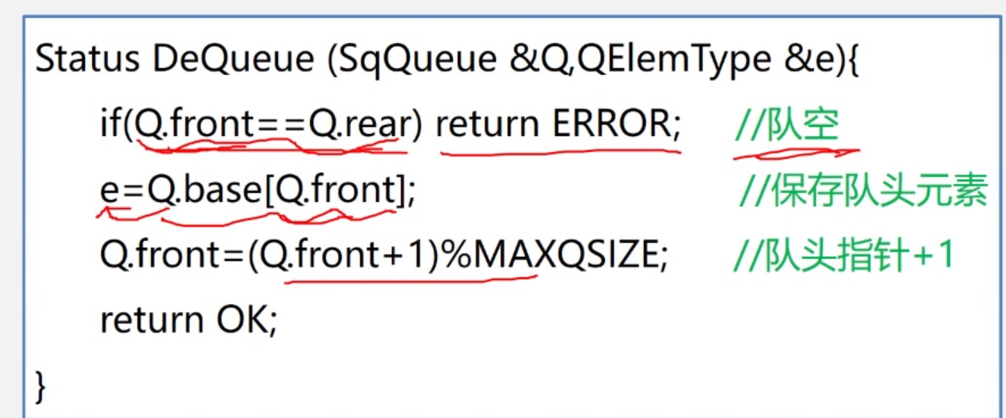 Status DeQueue (SqQueue &Q,QElemType &e){
if(Q.front==Q.rear) return ERROR; //队空
e=Q.base[Q.front]; //保存队头元素
Q.front=(Q.front+1)%MAXQSIZE; //队头指针+1
return OK;
}